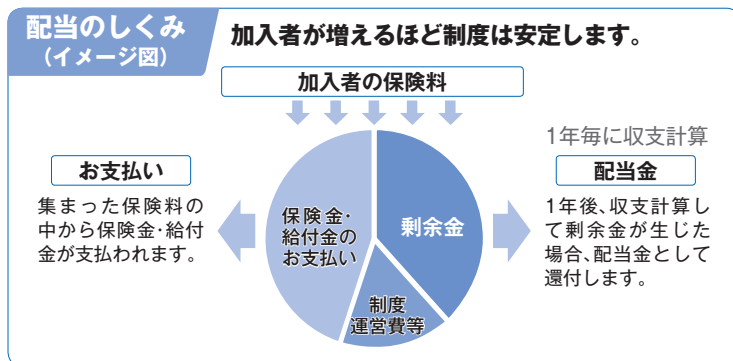 配当のしくみ
（イメージ図）
加入者が増えるほど制度は安定します。
加入者の保険料
お支払い
集まった保険料の
中から保険金・給付
金が支払われます。
保険金・
給付金の
お支払い
剰余金
制度
運営費等
1年毎に収支計算
配当金
1年後、収支計算し
て剰余金が生じた
場合、配当金として
還付します。